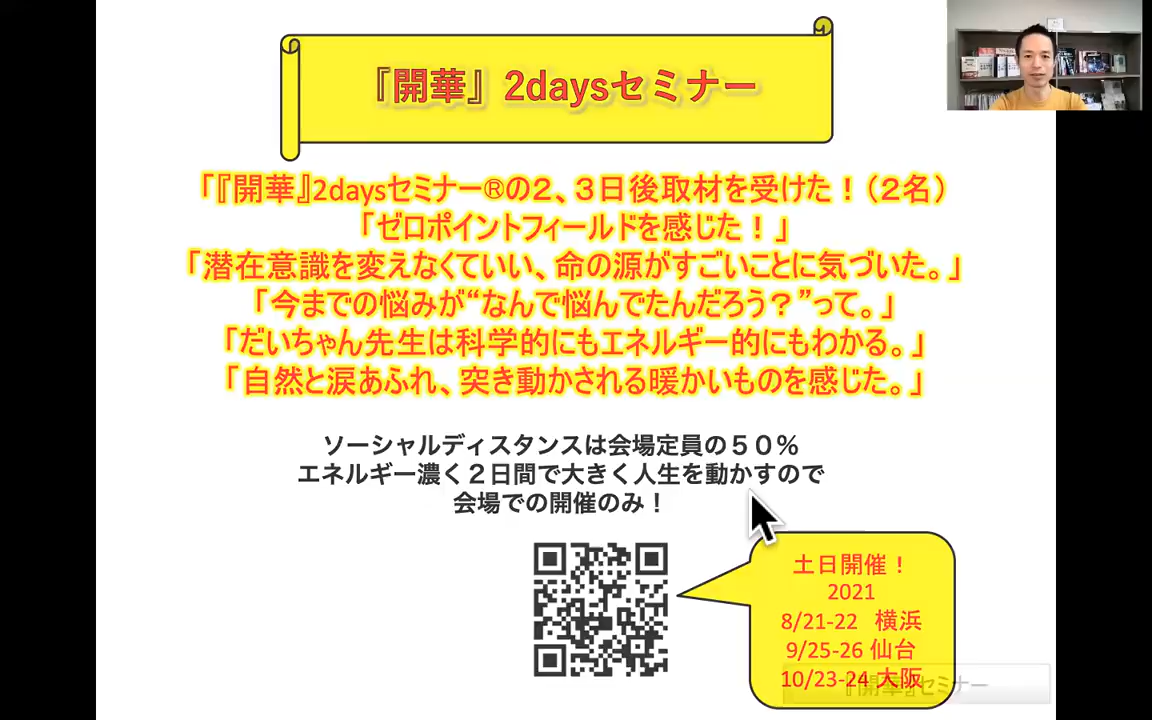 『開華』2daysセミナー
「『開華』2daysセミナー®の２、３日後取材を受けた！（２名）
「ゼロポイントフィールドを感じた！」
「潜在意識を変えなくていい、命の源がすごいことに気づいた。」
「今までの悩みが“なんで悩んでたんだろう？”って。」
「だいちゃん先生は科学的にもエネルギー的にもわかる。」
「自然と涙あふれ、突き動かされる暖かいものを感じた。」
ソーシャルディスタンスは会場定員の５０％
エネルギー濃く２日間で大きく人生を動かすので
会場での開催のみ！
土日開催！
2021
8/21-22 横浜
9/25-26 仙台
10/23-24 大阪
『開華』セミナー